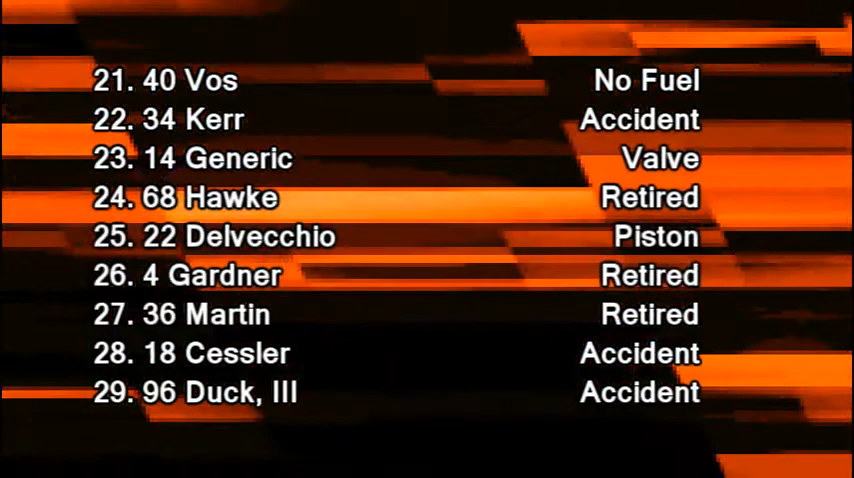 21. 40 Vos No Fuel
22. 34 Kerr Accident
23. 14 Generic Valve
24. 68 Hawke Retired
25. 22 Delvecchio Piston
26. 4 Gardner Retired
27. 36 Martin Retired
28. 18 Cessler Accident
29. 96 Duck, III Accident